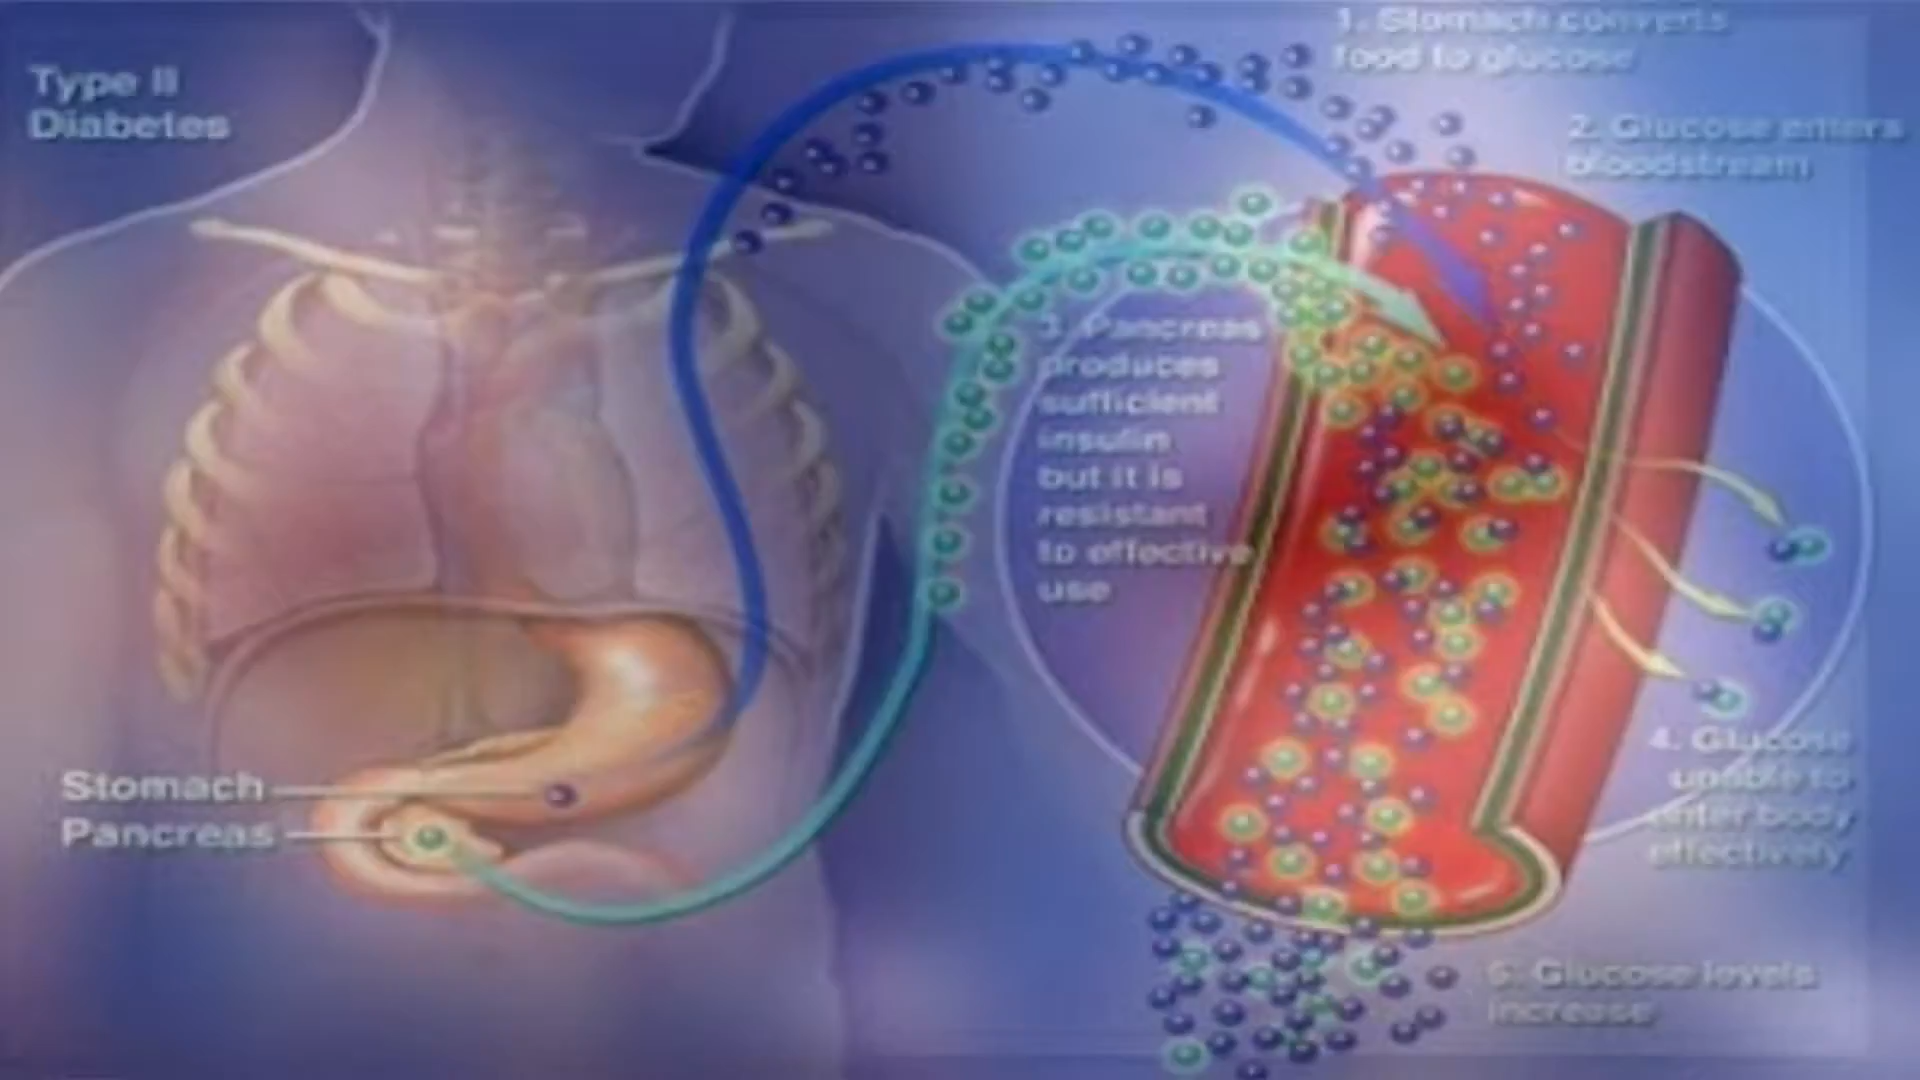 Type II
Diabetes
1. Stomach converts
food to glucose
2. Glucose enters
bloodstream
3. Pancreas
produces
sufficient
insulin
but it is
resistant
to effective
use
Stomach
Pancreas
4. Glucose
unable to
enter body
effectively
5. Glucose levels
increase